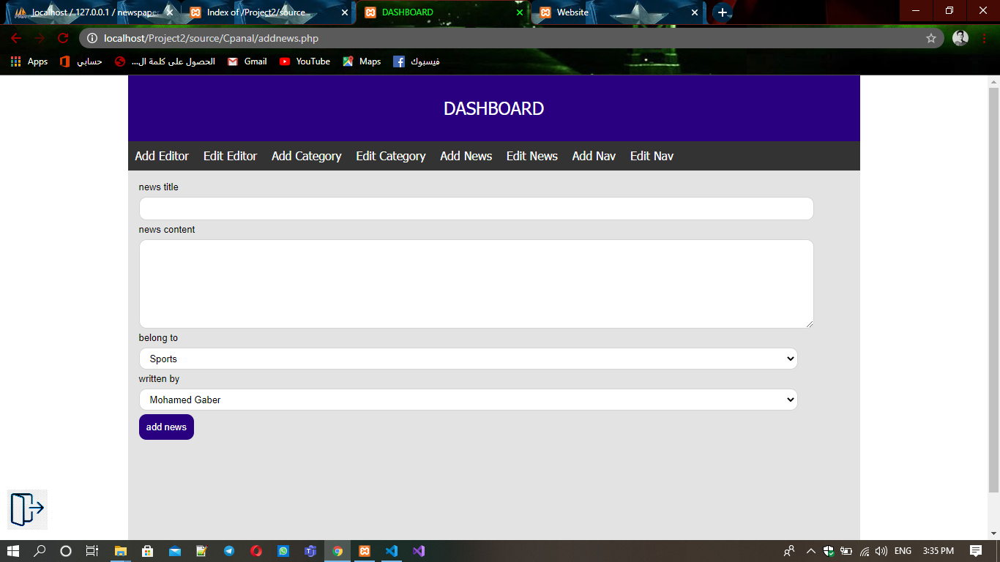 localhost / 127.0.0.1 / newspape
Index of /Project2/source
DASHBOARD
Website
localhost/Project2/source/Cpanal/addnews.php
Apps
حسابي
الحصول على كلمة ال...
Gmail
YouTube
Maps
فيسبوك
DASHBOARD
Add Editor Edit Editor Add Category Edit Category Add News Edit News Add Nav Edit Nav
news title
news content
belong to
Sports
written by
Mohamed Gaber
add news
ENG
3:35 PM